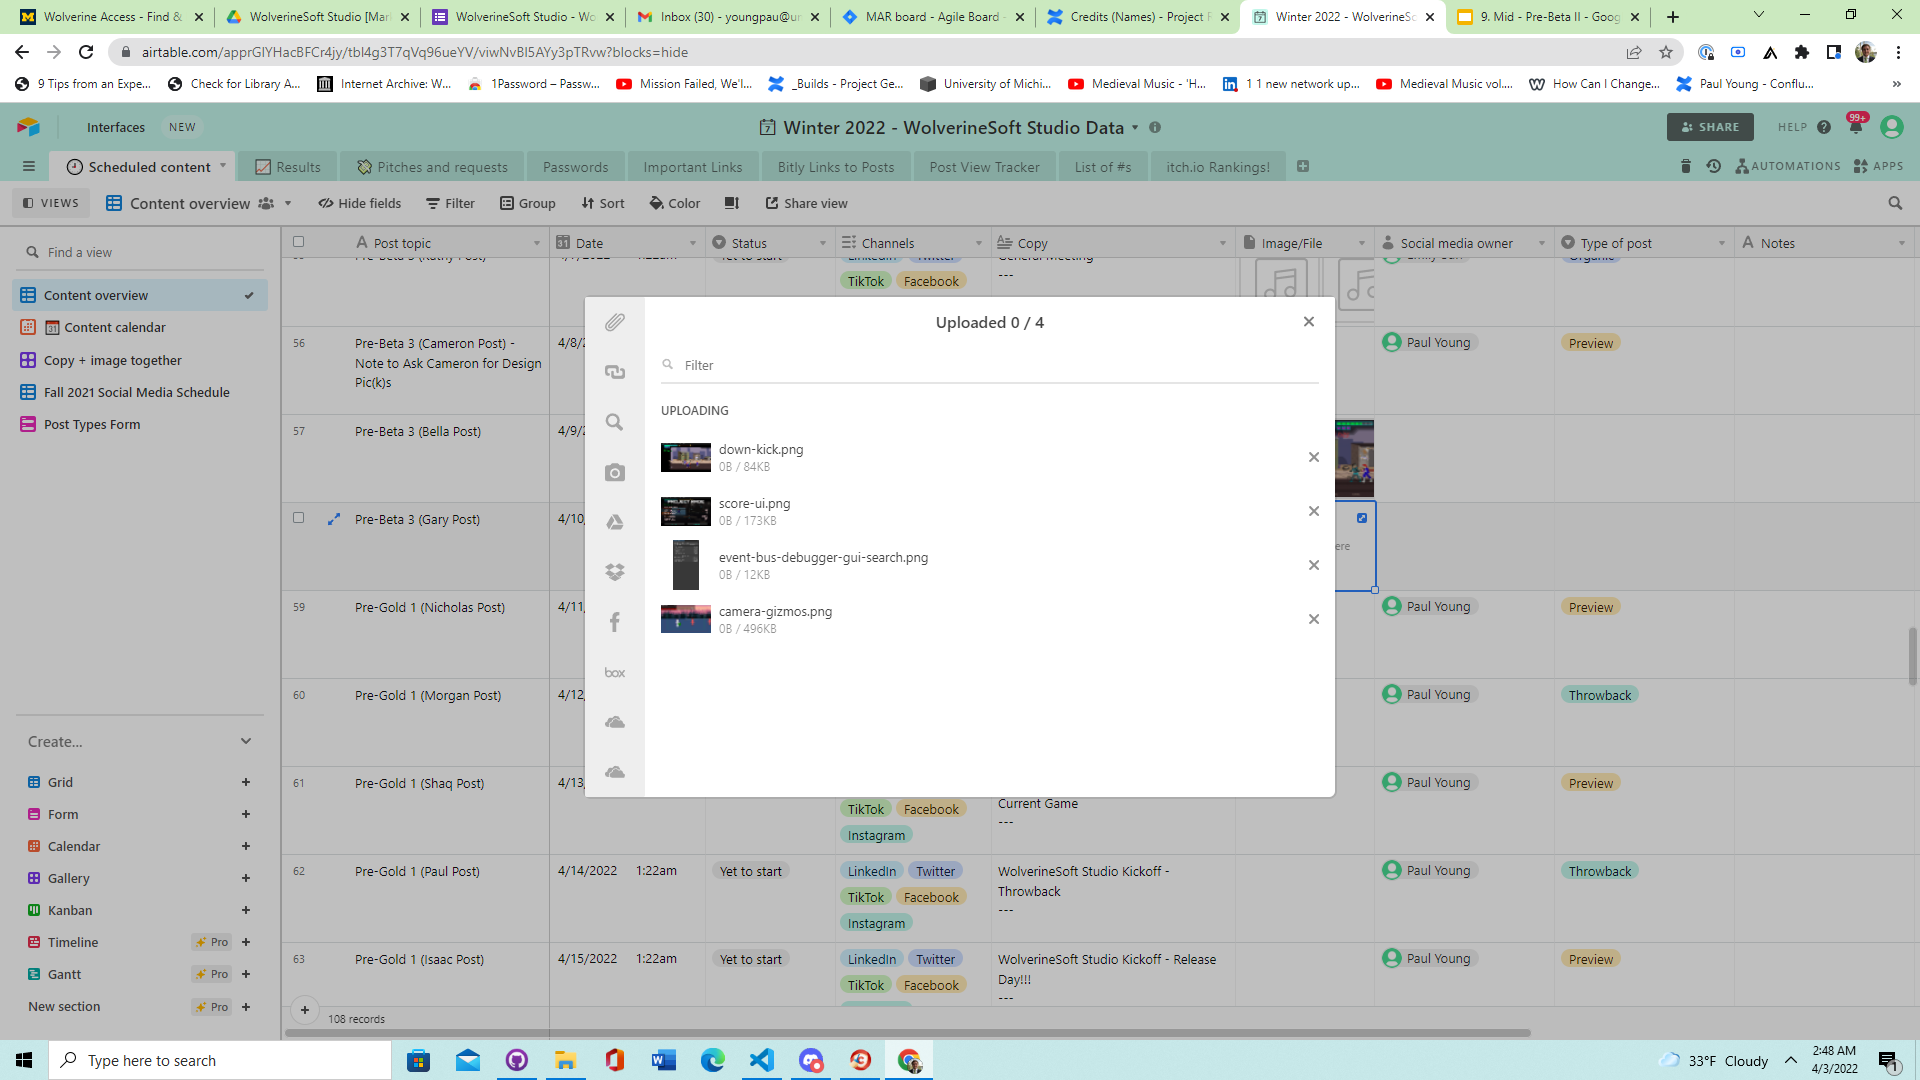 Wolverine Access - Find &
WolverineSoft Studio [Mar
WolverineSoft Studio - Wo
Inbox (30) - youngpau@un
MAR board - Agile Board -
Credits (Names) - Project R
Winter 2022 - WolverineSo
9. Mid - Pre-Beta II - Goog
airtable.com/apprGlYHacBFCr4jy/tbl4g3T7qVq96ueYV/viwNvBI5AYy3pTRvw?blocks=hide
9 Tips from an Expe...
Check for Library A...
Internet Archive: W...
1Password – Passw...
Mission Failed, We'l...
_Builds - Project Ge...
University of Michi...
Medieval Music - 'H...
1 1 new network up...
Medieval Music vol....
How Can I Change...
Paul Young - Conflu...
»
Interfaces NEW
Winter 2022 - WolverineSoft Studio Data
SHARE
HELP
99+
Scheduled content
Results
Pitches and requests
Passwords
Important Links
Bitly Links to Posts
Post View Tracker
List of #s
itch.io Rankings!
AUTOMATIONS
APPS
VIEWS
Content overview
Hide fields
Filter
Group
Sort
Color
Share view
Find a view
Content overview
Content calendar
Copy + image together
Fall 2021 Social Media Schedule
Post Types Form
Create...
Grid
Form
Calendar
Gallery
Kanban
Timeline Pro
Gantt Pro
New section Pro
Post topic
Date
Status
Channels
Copy
Image/File
Social media owner
Type of post
Notes
TikTok Facebook
---
56 Pre-Beta 3 (Cameron Post) -
Note to Ask Cameron for Design
Pic(k)s
4/8/2
Paul Young Preview
57 Pre-Beta 3 (Bella Post) 4/9/2
Pre-Beta 3 (Gary Post) 4/10,
ere
59 Pre-Gold 1 (Nicholas Post) 4/11,
Paul Young Preview
60 Pre-Gold 1 (Morgan Post) 4/12,
Paul Young Throwback
61 Pre-Gold 1 (Shaq Post) 4/13,
Current Game
---
TikTok Facebook
Instagram
Paul Young Preview
62 Pre-Gold 1 (Paul Post) 4/14/2022 1:22am Yet to start
LinkedIn Twitter
TikTok Facebook
Instagram
WolverineSoft Studio Kickoff -
Throwback
---
Paul Young Throwback
63 Pre-Gold 1 (Isaac Post) 4/15/2022 1:22am Yet to start
LinkedIn Twitter
TikTok Facebook
WolverineSoft Studio Kickoff - Release
Day!!!
---
Paul Young Preview
108 records
Uploaded 0 / 4
Filter
UPLOADING
down-kick.png
0B / 84KB
score-ui.png
0B / 173KB
event-bus-debugger-gui-search.png
0B / 12KB
camera-gizmos.png
0B / 496KB
box
Type here to search
33°F Cloudy
2:48 AM
4/3/2022
1